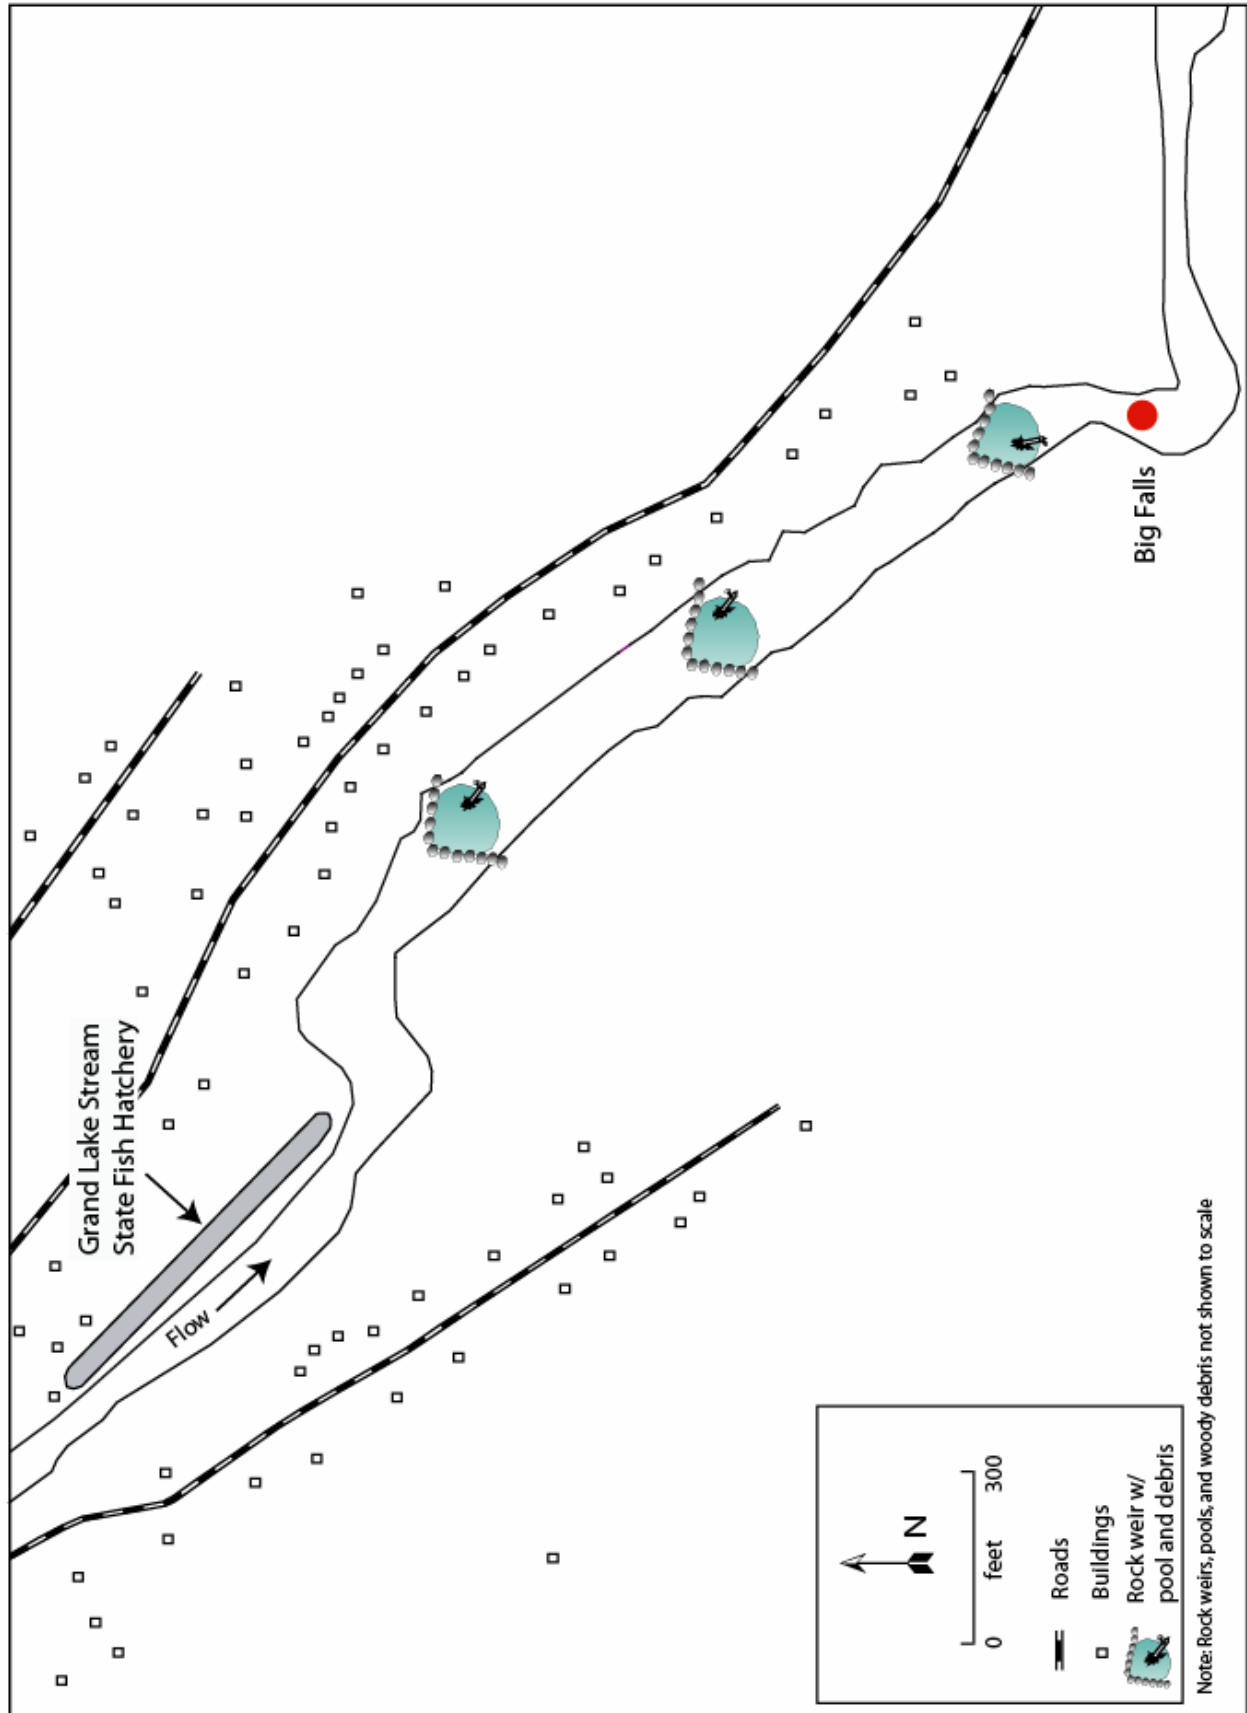 Grand Lake Stream
State Fish Hatchery
Flow
Big Falls
N
0
300
feet
Roads
Buildings
Rock weir w/
pool and debris
Note: Rock weirs, pools, and woody debris not shown to scale